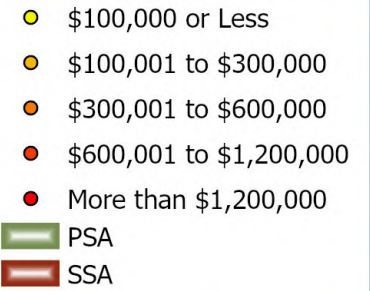 $100,000 or Less
$100,001 to $300,000
$300,001 to $600,000
$600,001 to $1,200,000
More than $1,200,000
PSA
SSA